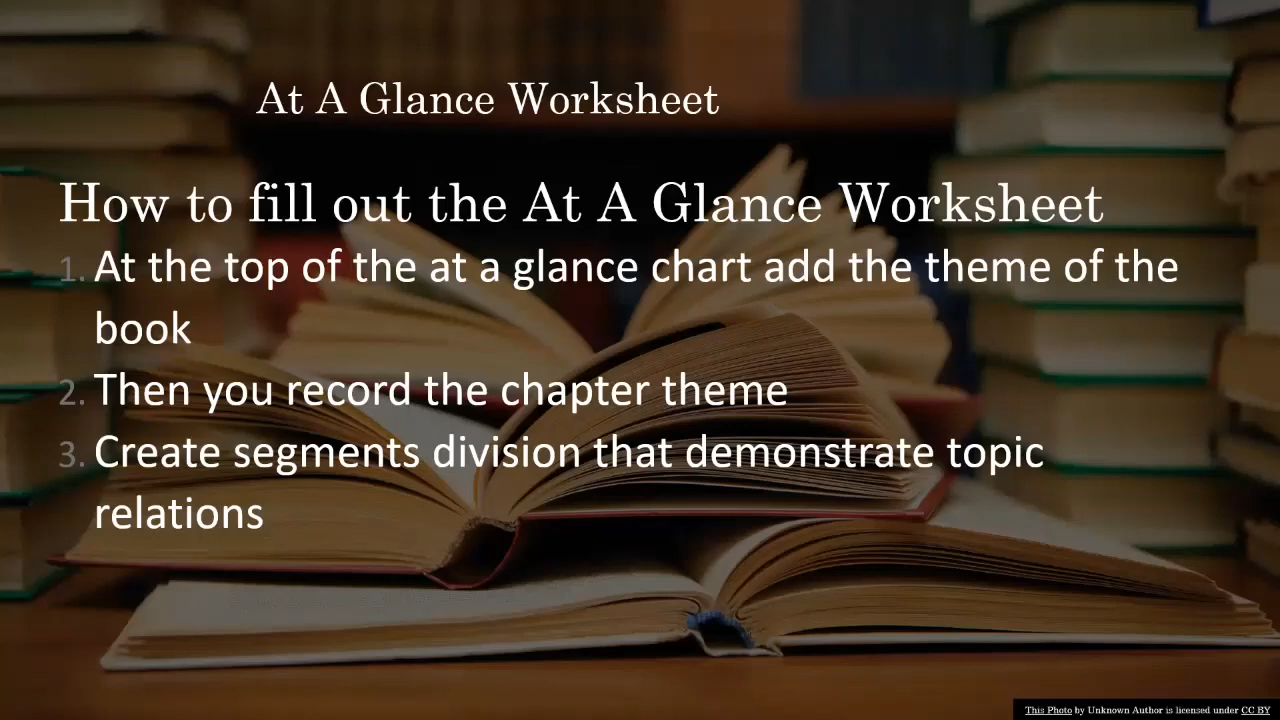 At A Glance Worksheet
How to fill out the At A Glance Worksheet
1. At the top of the at a glance chart add the theme of the
book
2. Then you record the chapter theme
3. Create segments division that demonstrate topic
relations
This Photo by Unknown Author is licensed under CC BY